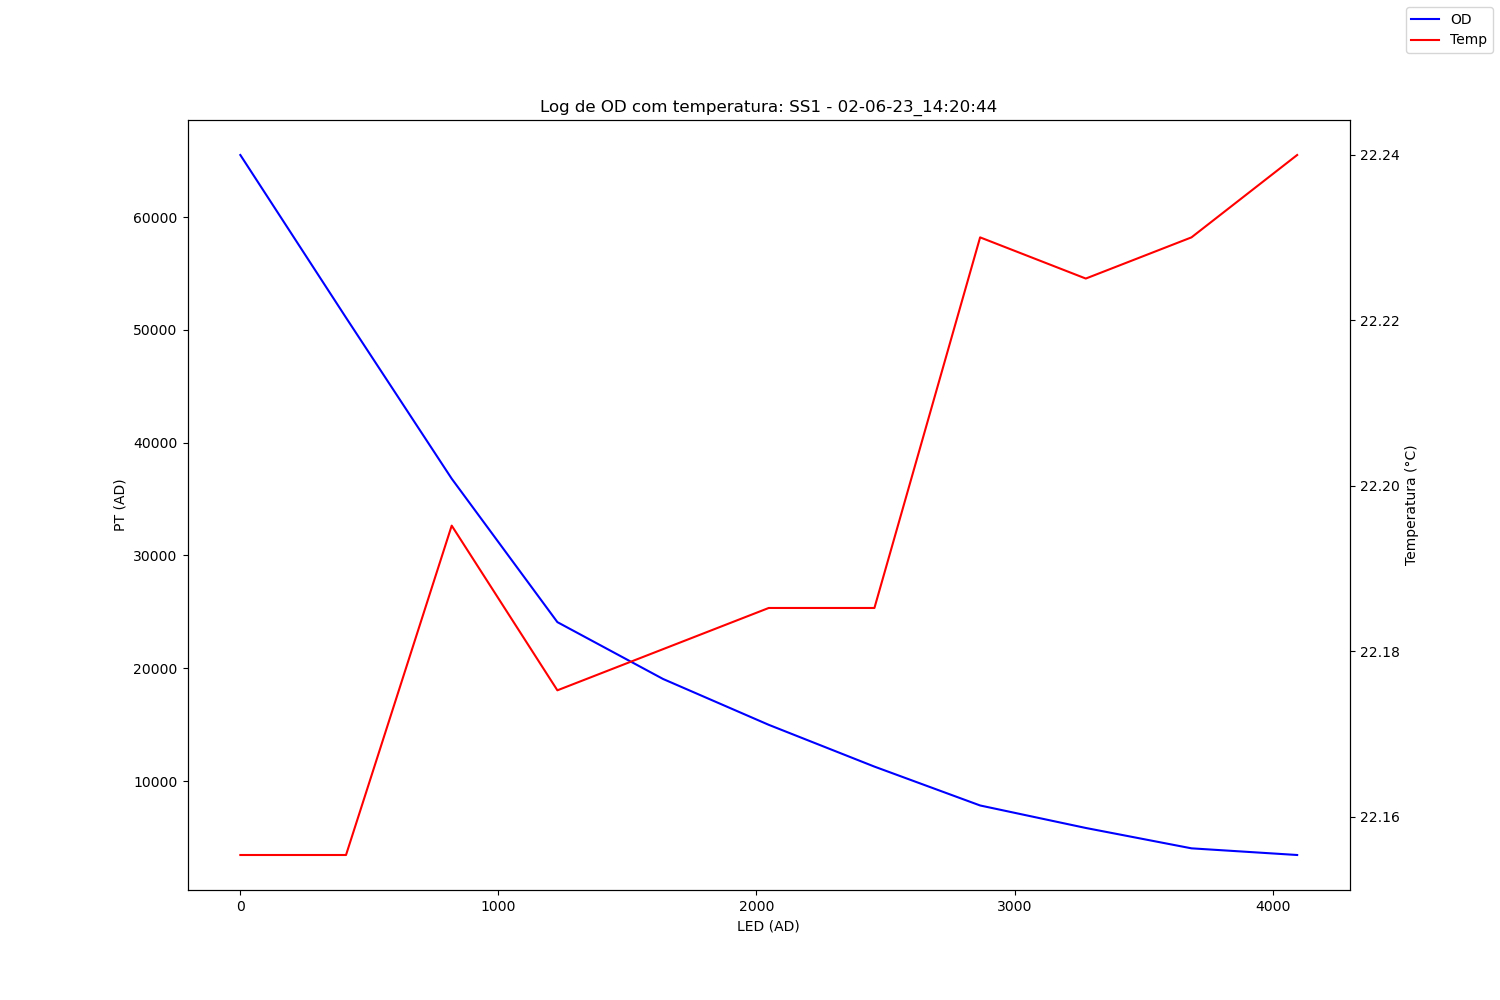 OD
Temp
Log de OD com temperatura: SS1 - 02-06-23_14:20:44
60000
50000
40000
30000
20000
10000
PT (AD)
22.24
22.22
22.20
22.18
22.16
Temperatura (°C)
0 1000 2000 3000 4000
LED (AD)